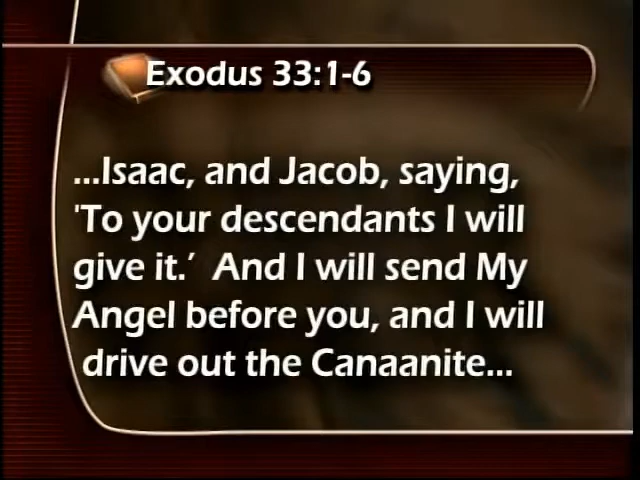 Exodus 33:1-6
...Isaac, and Jacob, saying,
'To your descendants I will
give it.’ And I will send My
Angel before you, and I will
drive out the Canaanite...